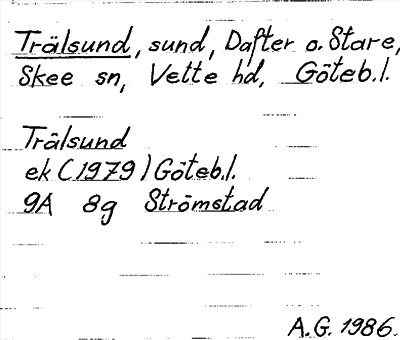 Trälsund, sund, Dafter o. Stare,
Skee sn, Vette hd, Göteb.l.
Trälsund
ek (1979) Göteb.l.
9A 8g Strömstad
A.G. 1986.